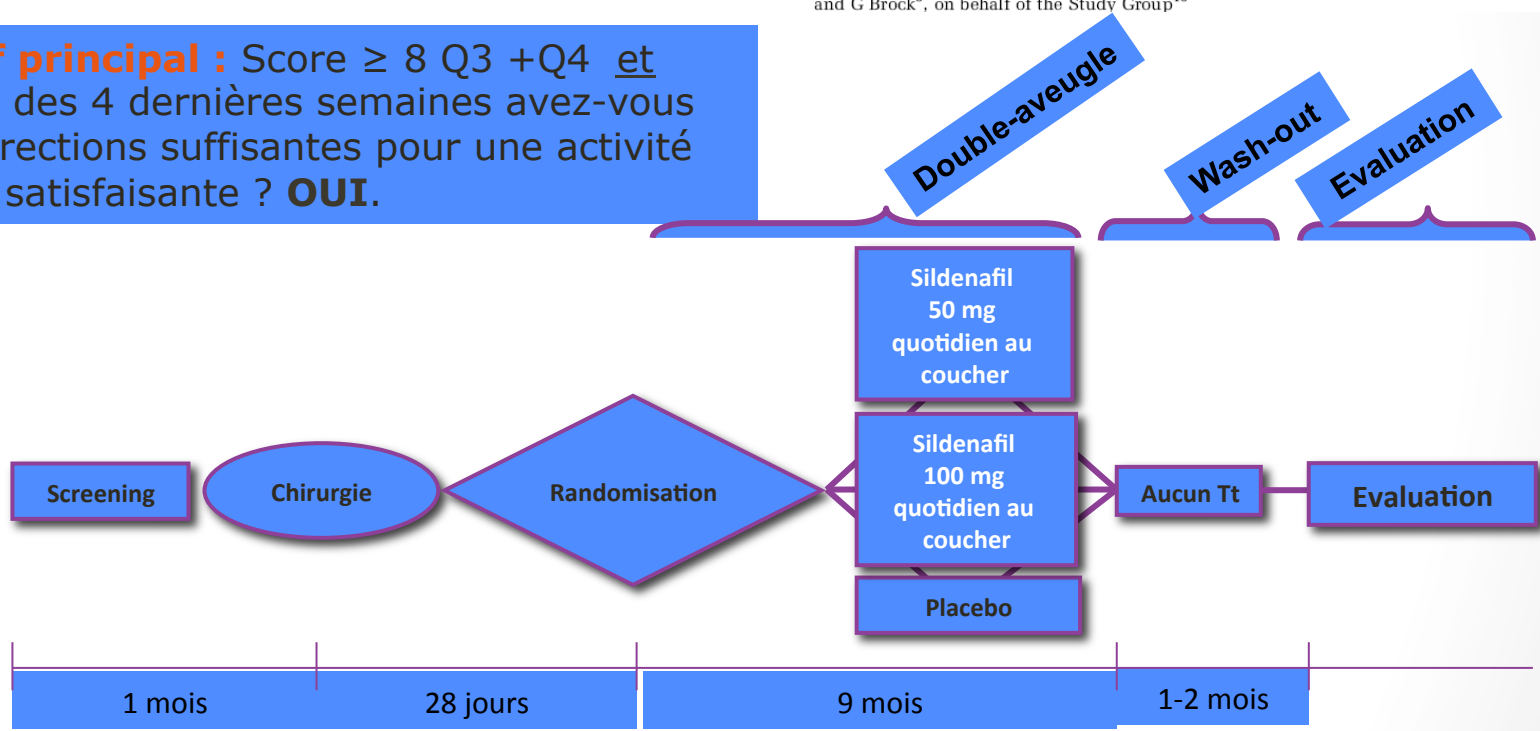 and G Brock, on behalf of the Study Group
principal : Score ≥ 8 Q3 +Q4 et
des 4 dernières semaines avez-vous
rections suffisantes pour une activité
satisfaisante ? OUI.
Double-aveugle
Wash-out
Evaluation
Sildenafil
50 mg
quotidien au
coucher
Screening
Chirurgie
Randomisation
Sildenafil
100 mg
quotidien au
coucher
Aucun Tt
Evaluation
Placebo
1 mois
28 jours
9 mois
1-2 mois